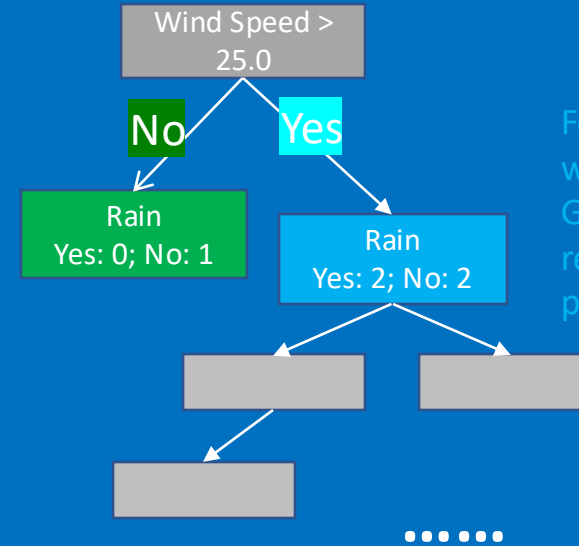 Wind Speed >
25.0
No
Yes
Rain
Yes: 0; No: 1
Rain
Yes: 2; No: 2
......